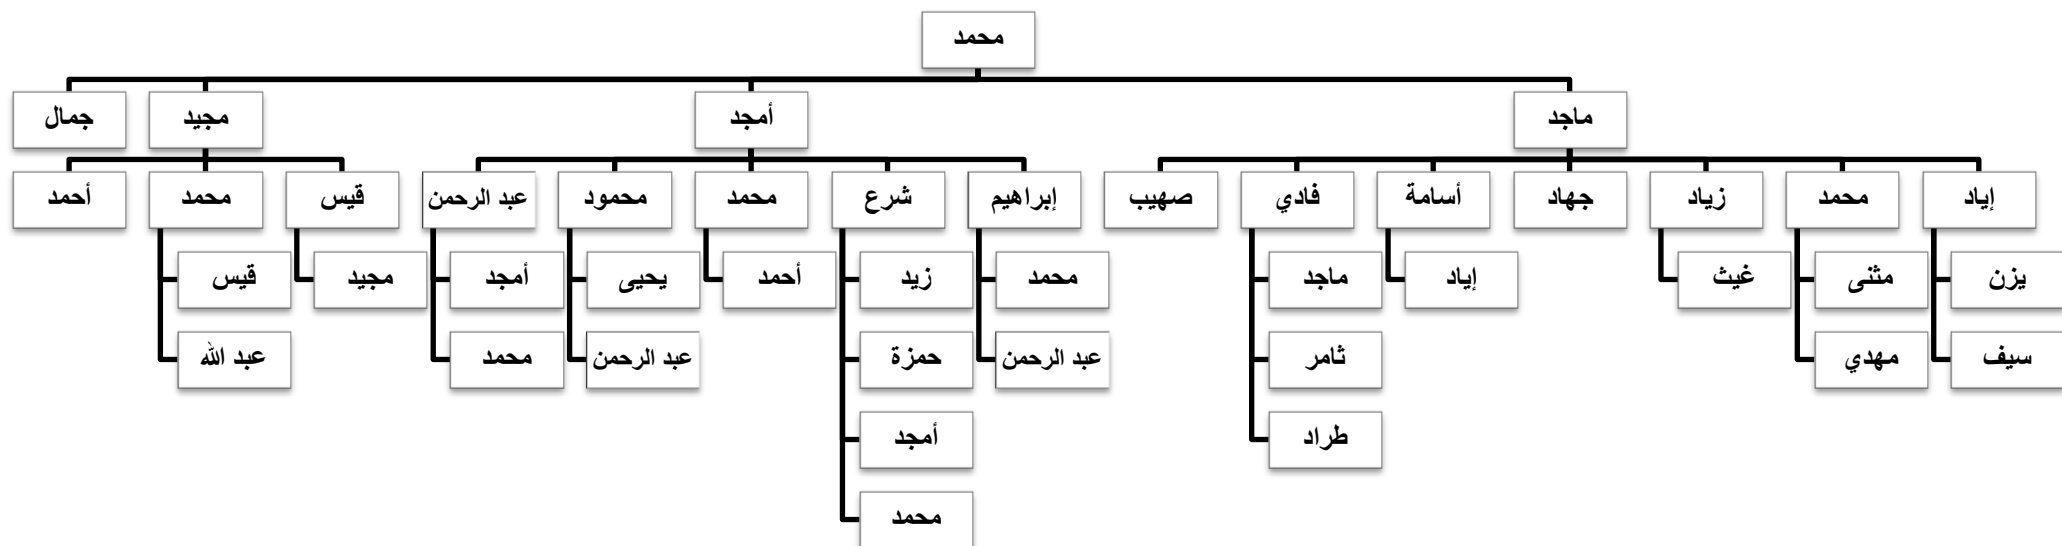 محمد
ماجد
أمجد
مجيد
جمال
إياد
محمد
زياد
جهاد
أسامة
فادي
صهيب
إبراهيم
شرع
محمد
محمود
عبد الرحمن
قيس
محمد
أحمد
يزن
مثنى
غيث
إياد
ماجد
محمد
زيد
أحمد
يحيى
أمجد
مجيد
قيس
سيف
مهدي
ثامر
عبد الرحمن
حمزة
عبد الرحمن
محمد
عبد الله
طراد
أمجد
محمد